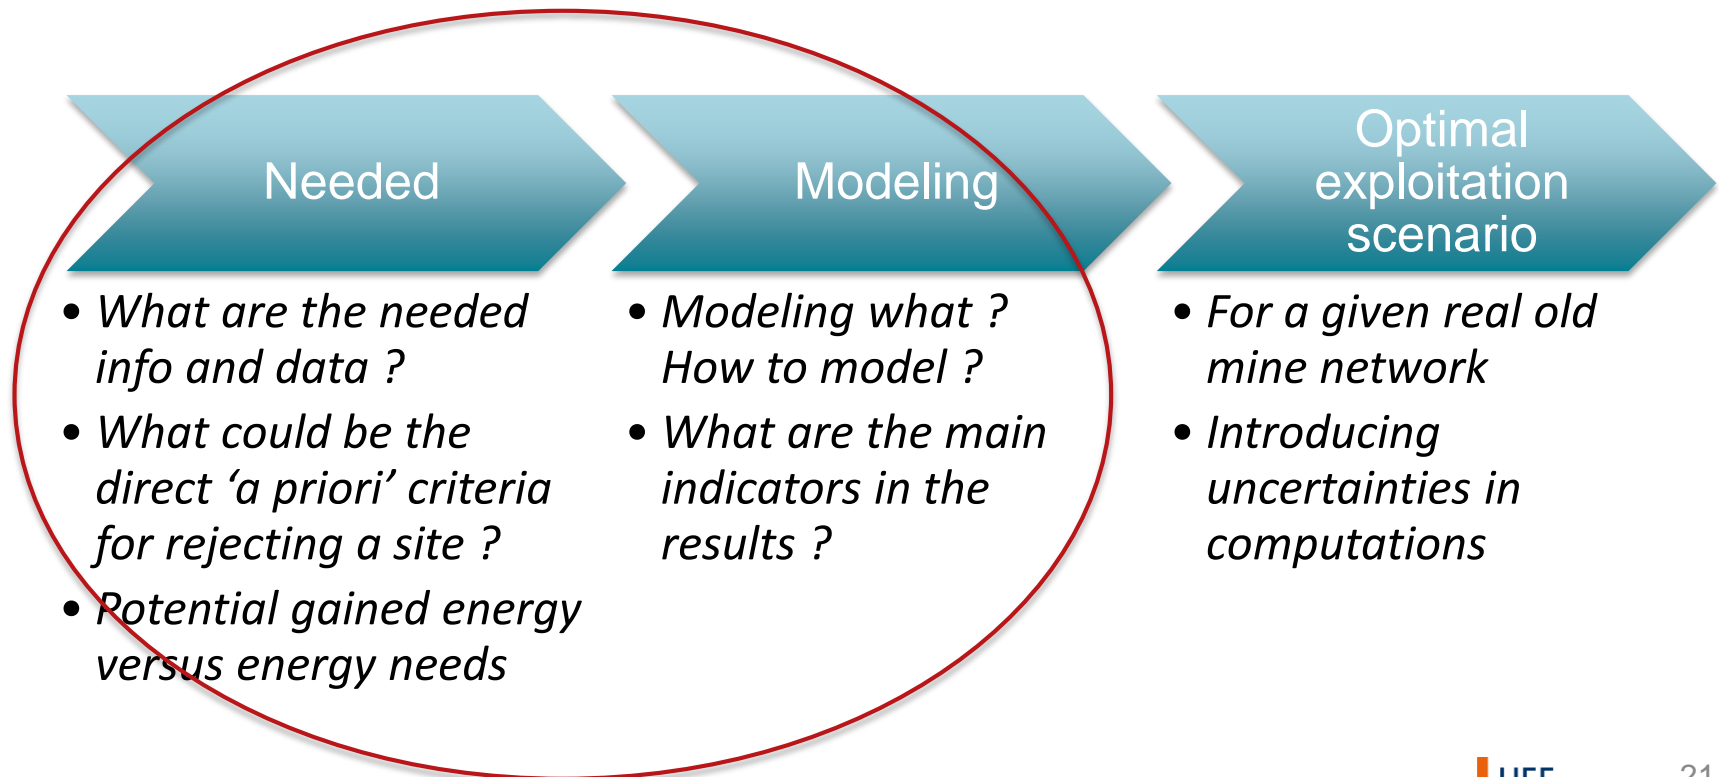 Needed
• What are the needed
info and data ?
• What could be the
direct ‘a priori’ criteria
for rejecting a site ?
• Potential gained energy
versus energy needs
Modeling
• Modeling what ?
How to model ?
• What are the main
indicators in the
results ?
Optimal
exploitation
scenario
• For a given real old
mine network
• Introducing
uncertainties in
computations
21